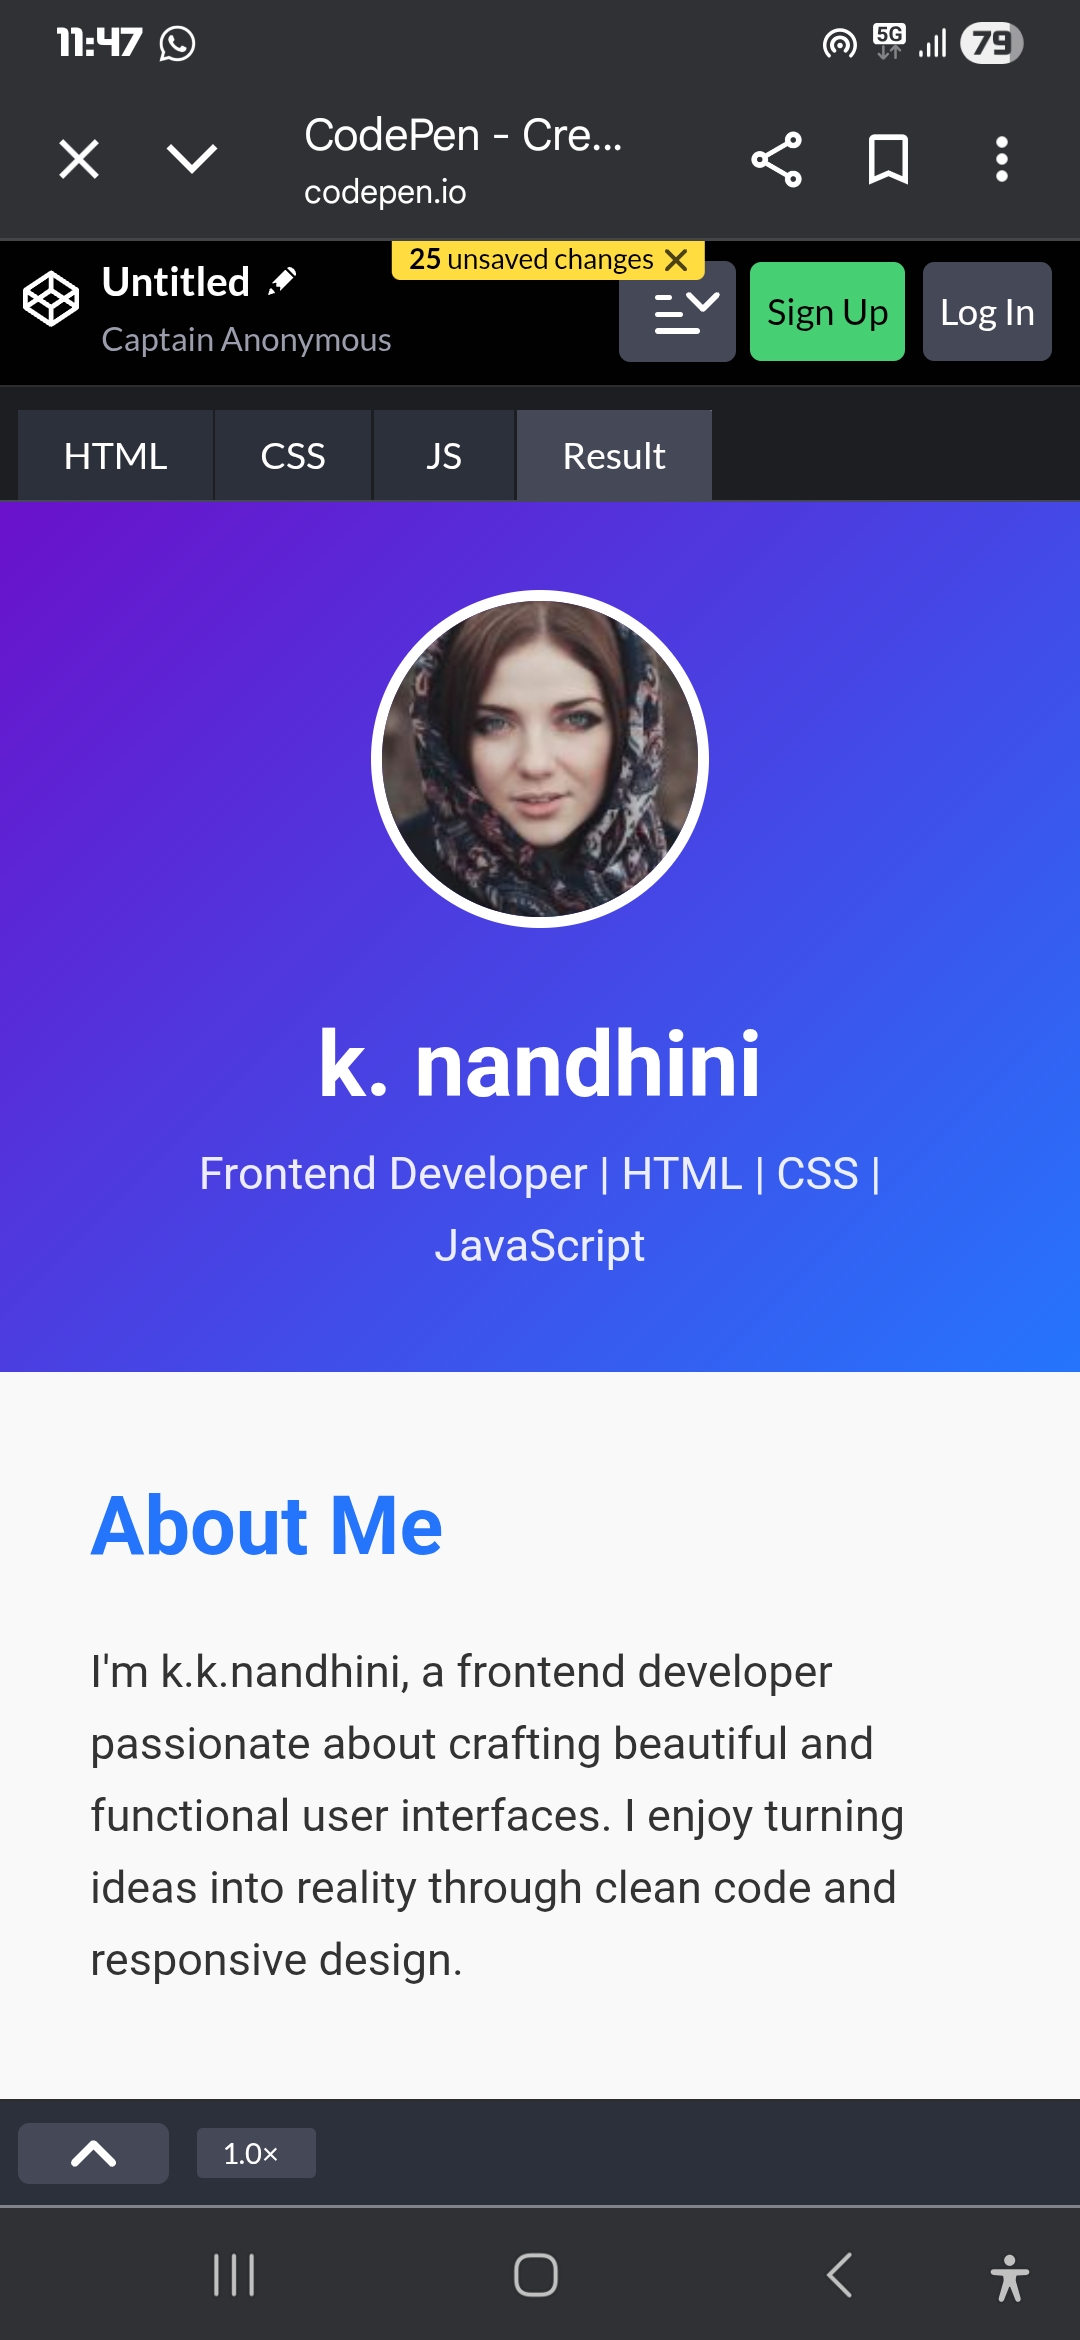 11:47
5G
79
CodePen - Cre...
codepen.io
25 unsaved changes
Untitled
Captain Anonymous
Sign Up
Log In
HTML
CSS
JS
Result
k. nandhini
Frontend Developer | HTML | CSS |
JavaScript
About Me
I'm k.k.nandhini, a frontend developer
passionate about crafting beautiful and
functional user interfaces. I enjoy turning
ideas into reality through clean code and
responsive design.
1.0×